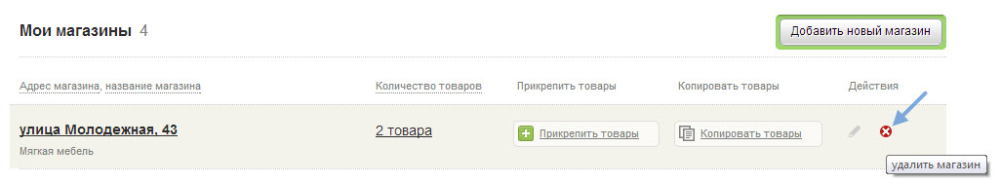 Мои магазины 4
Добавить новый магазин
Адрес магазина, название магазина
Количество товаров
Прикрепить товары
Копировать товары
Действия
улица Молодежная, 43
2 товара
Прикрепить товары
Копировать товары
Мягкая мебель
удалить магазин